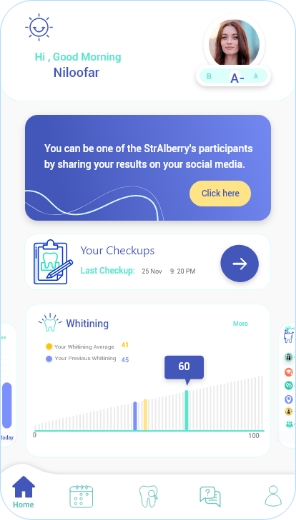 Hi , Good Morning
Niloofar
B A- A
You can be one of the StrAlberry's participants
by sharing your results on your social media.
Click here
Your Checkups
Last Checkup: 25 Nov 9:20 PM
Whitining More
Your Whitining Average 41
Your Previous Whitining 45
60
0 100
Today
Home